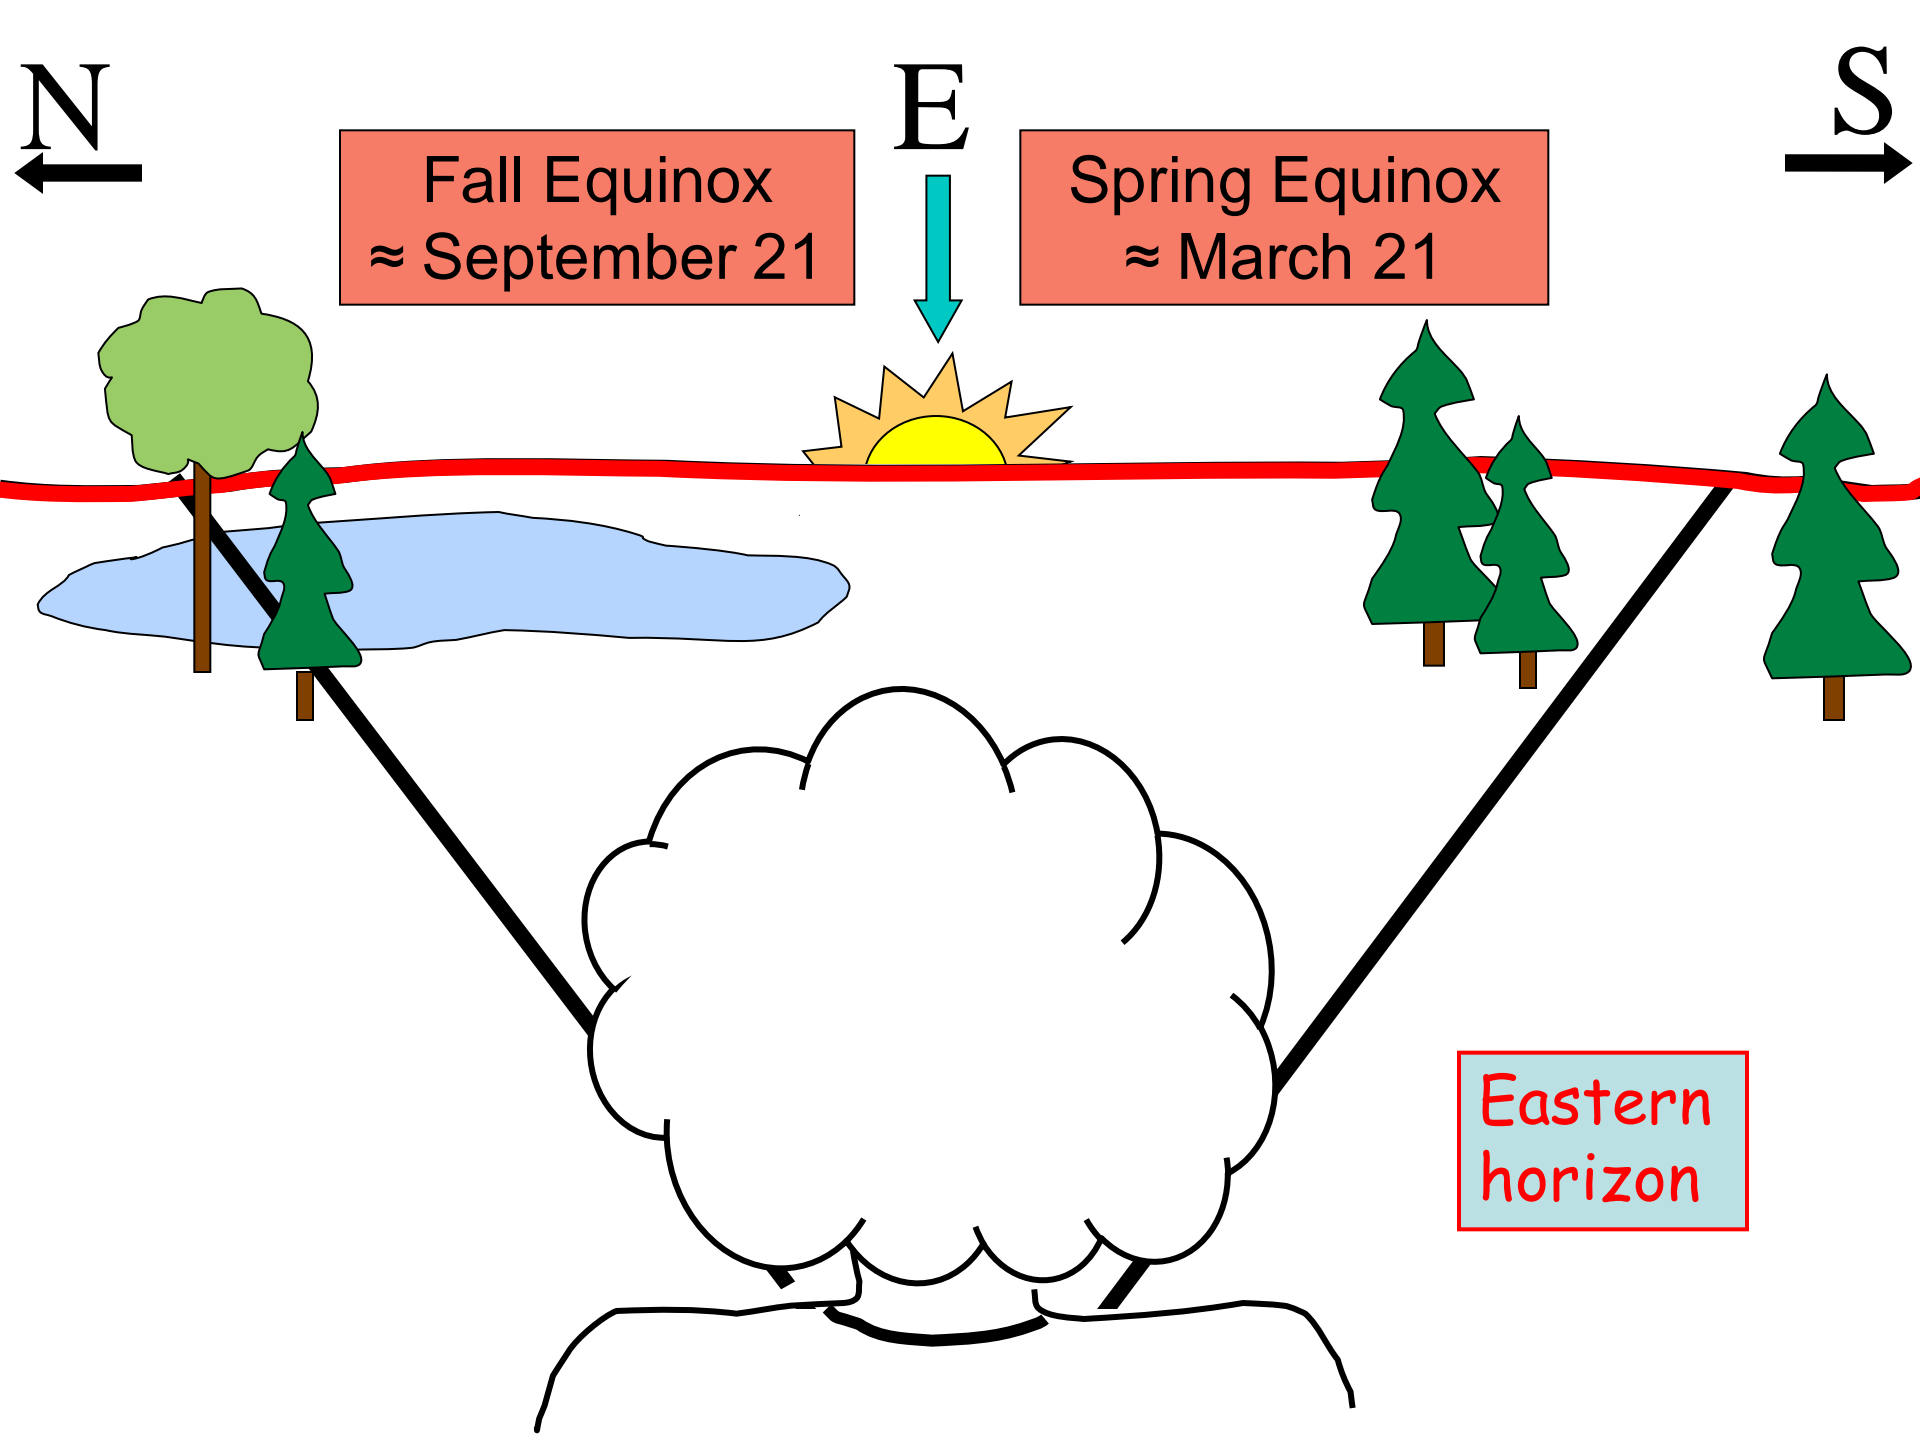 N
E
S
Fall Equinox
≈ September 21
Spring Equinox
≈ March 21
Eastern
horizon